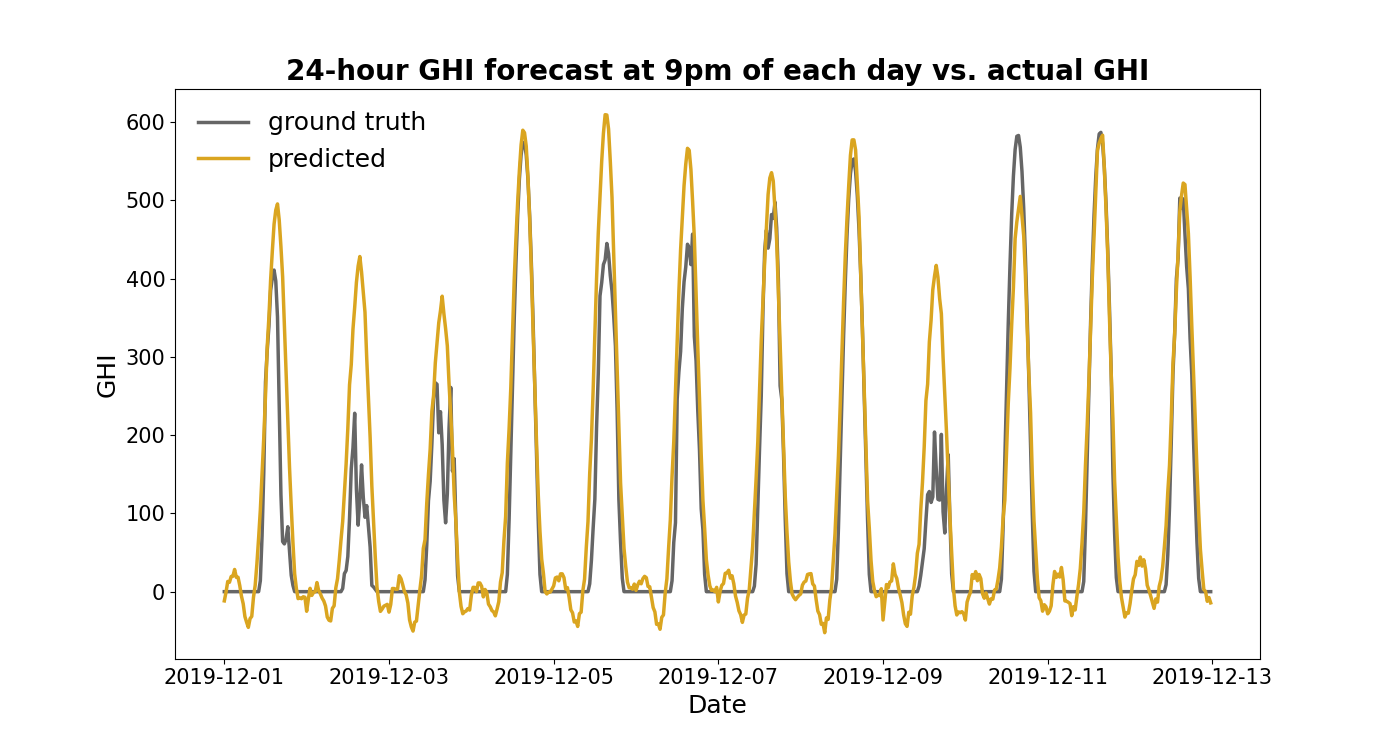 24-hour GHI forecast at 9pm of each day vs. actual GHI
ground truth
predicted
600
500
400
300
200
100
0
GHI
2019-12-01
2019-12-03
2019-12-05
2019-12-07
2019-12-09
2019-12-11
2019-12-13
Date